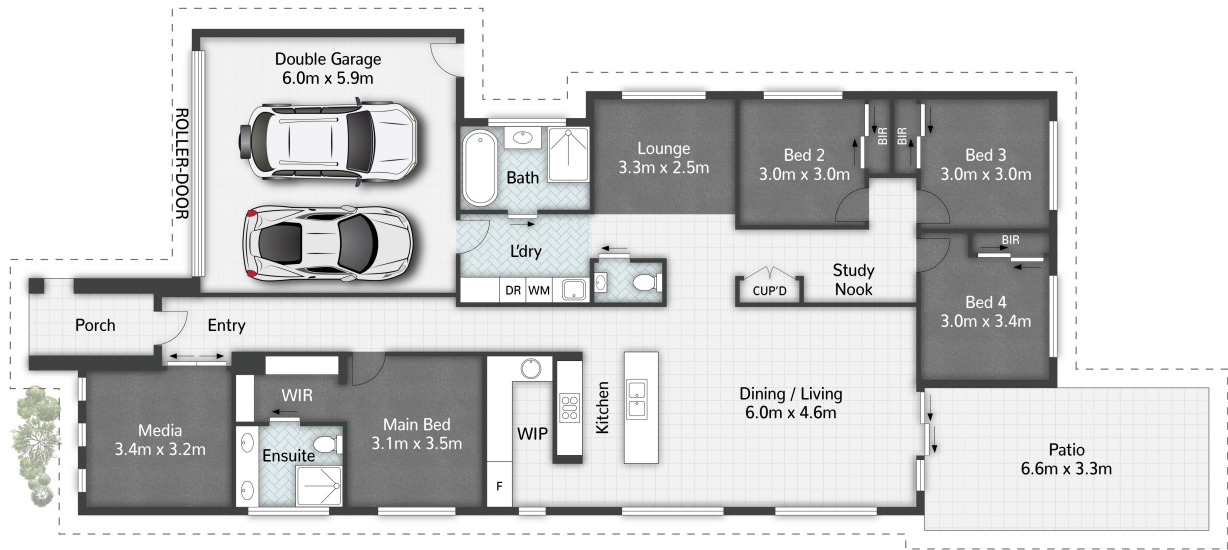 Double Garage
6.0m x 5.9m
ROLLER-DOOR
Bath
Lounge
3.3m x 2.5m
Bed 2
3.0m x 3.0m
BIR
BIR
Bed 3
3.0m x 3.0m
L'dry
DR
WM
CUP'D
Study
Nook
BIR
Bed 4
3.0m x 3.4m
Porch
Entry
WIR
Media
3.4m x 3.2m
Ensuite
Main Bed
3.1m x 3.5m
WIP
F
Kitchen
Dining / Living
6.0m x 4.6m
Patio
6.6m x 3.3m